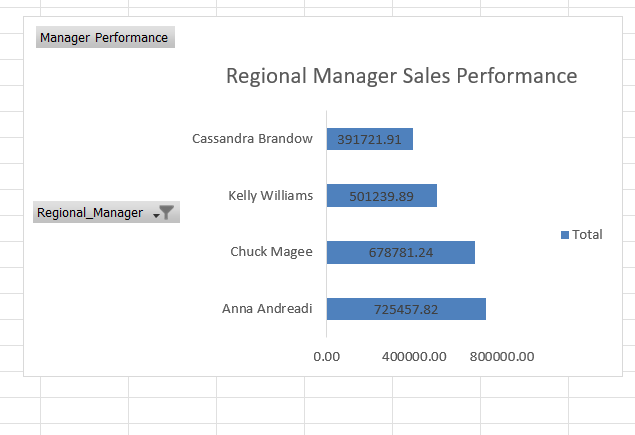 Manager Performance
Regional Manager Sales Performance
Cassandra Brandow 391721.91
Kelly Williams 501239.89
Regional_Manager
Chuck Magee 678781.24
Total
Anna Andreadi 725457.82
0.00 400000.00 800000.00